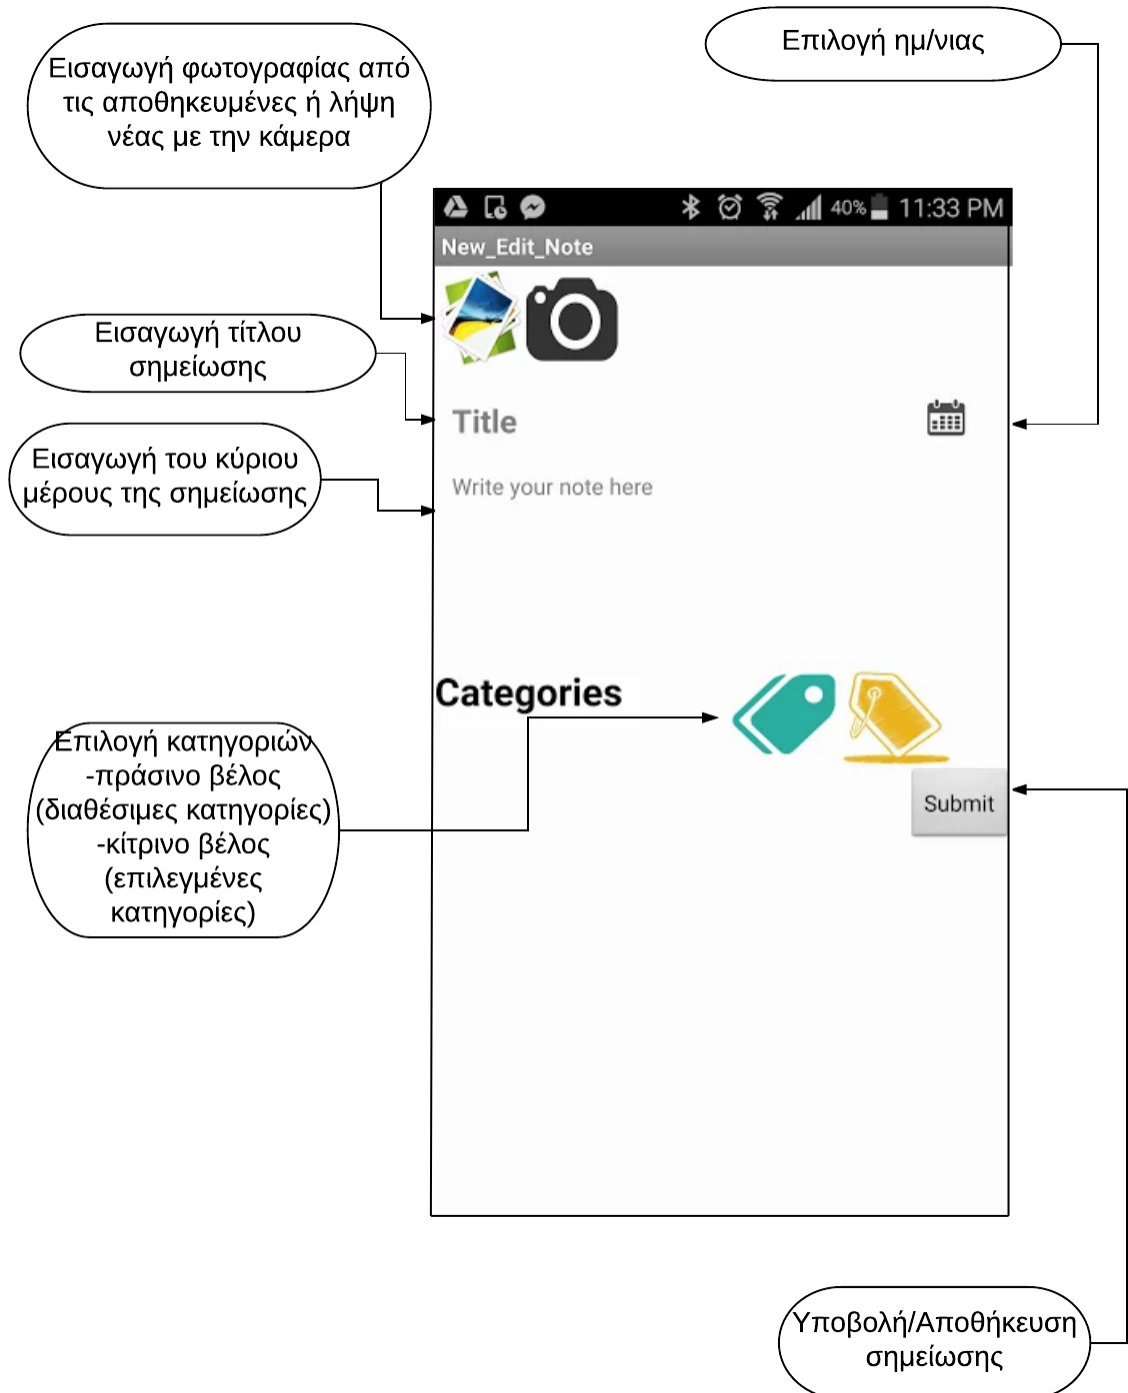 Επιλογή ημ/νιας
Εισαγωγή φωτογραφίας από
τις αποθηκευμένες ή λήψη
νέας με την κάμερα
40% 11:33 PM
New_Edit_Note
Εισαγωγή τίτλου
σημείωσης
Title
Εισαγωγή του κύριου
μέρους της σημείωσης
Write your note here
Categories
Επιλογή κατηγοριών
-πράσινο βέλος
(διαθέσιμες κατηγορίες)
-κίτρινο βέλος
(επιλεγμένες
κατηγορίες)
Submit
Υποβολή/Αποθήκευση
σημείωσης